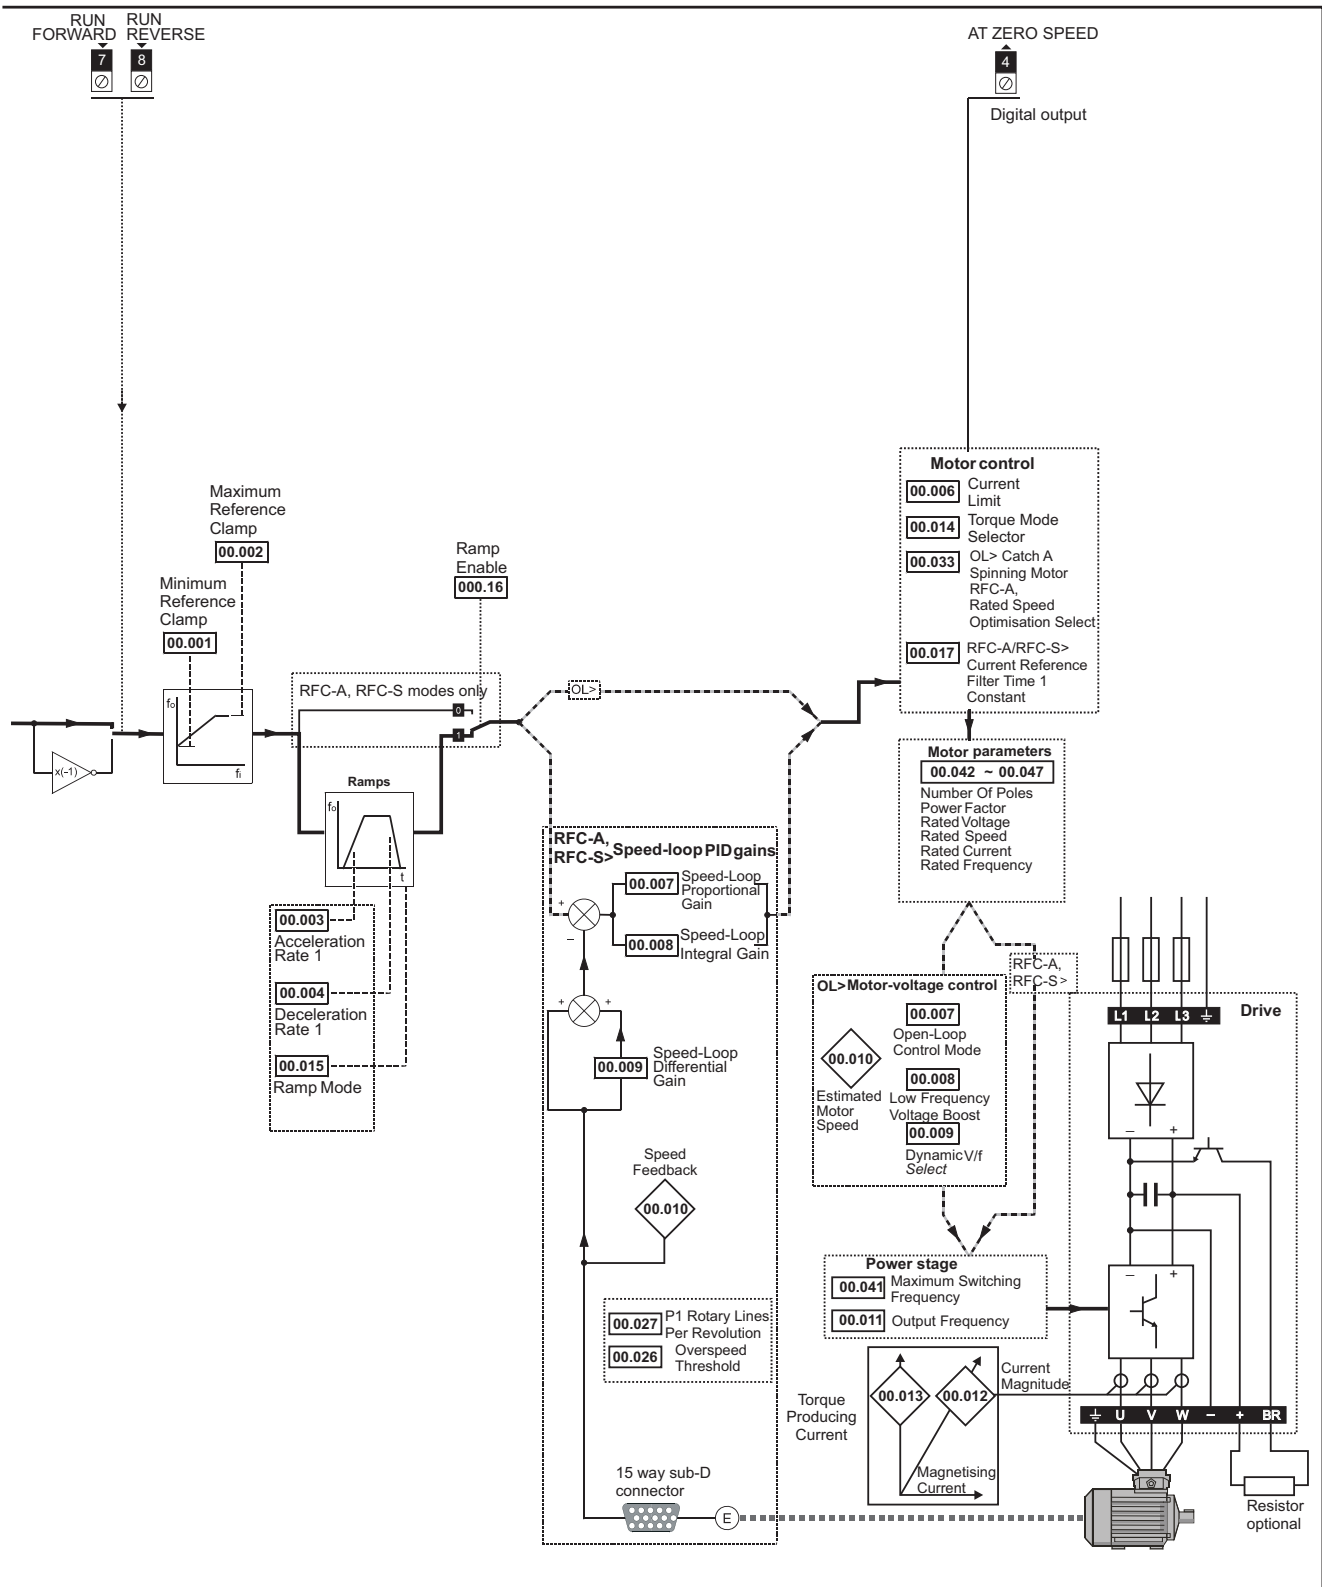 RUN
FORWARD
RUN
REVERSE
7
8
AT ZERO SPEED
4
Digital output
Maximum
Reference
Clamp
00.002
Minimum
Reference
Clamp
00.001
fo
fi
x(-1)
Ramp
Enable
000.16
RFC-A, RFC-S modes only
0
1
Ramps
fo
t
00.003
Acceleration
Rate 1
00.004
Deceleration
Rate 1
00.015
Ramp Mode
OL>
RFC-A,
RFC-S>
Speed-loop PID gains
00.007
Speed-Loop
Proportional
Gain
00.008
Speed-Loop
Integral Gain
+
–
+
+
00.009
Speed-Loop
Differential
Gain
Speed
Feedback
00.010
00.027
P1 Rotary Lines
Per Revolution
00.026
Overspeed
Threshold
15 way sub-D
connector
E
Motor control
00.006
Current
Limit
00.014
Torque Mode
Selector
00.033
OL> Catch A
Spinning Motor
RFC-A,
Rated Speed
Optimisation Select
00.017
RFC-A/RFC-S>
Current Reference
Filter Time 1
Constant
Motor parameters
00.042 ~ 00.047
Number Of Poles
Power Factor
Rated Voltage
Rated Speed
Rated Current
Rated Frequency
RFC-A,
RFC-S >
OL> Motor-voltage control
00.007
Open-Loop
Control Mode
00.010
Estimated
Motor
Speed
00.008
Low Frequency
Voltage Boost
00.009
Dynamic V/f
Select
Power stage
00.041
Maximum Switching
Frequency
00.011
Output Frequency
00.013
00.012
Current
Magnitude
Torque
Producing
Current
Magnetising
Current
L1 L2 L3
Drive
– +
– +
U V W – + BR
Resistor
optional